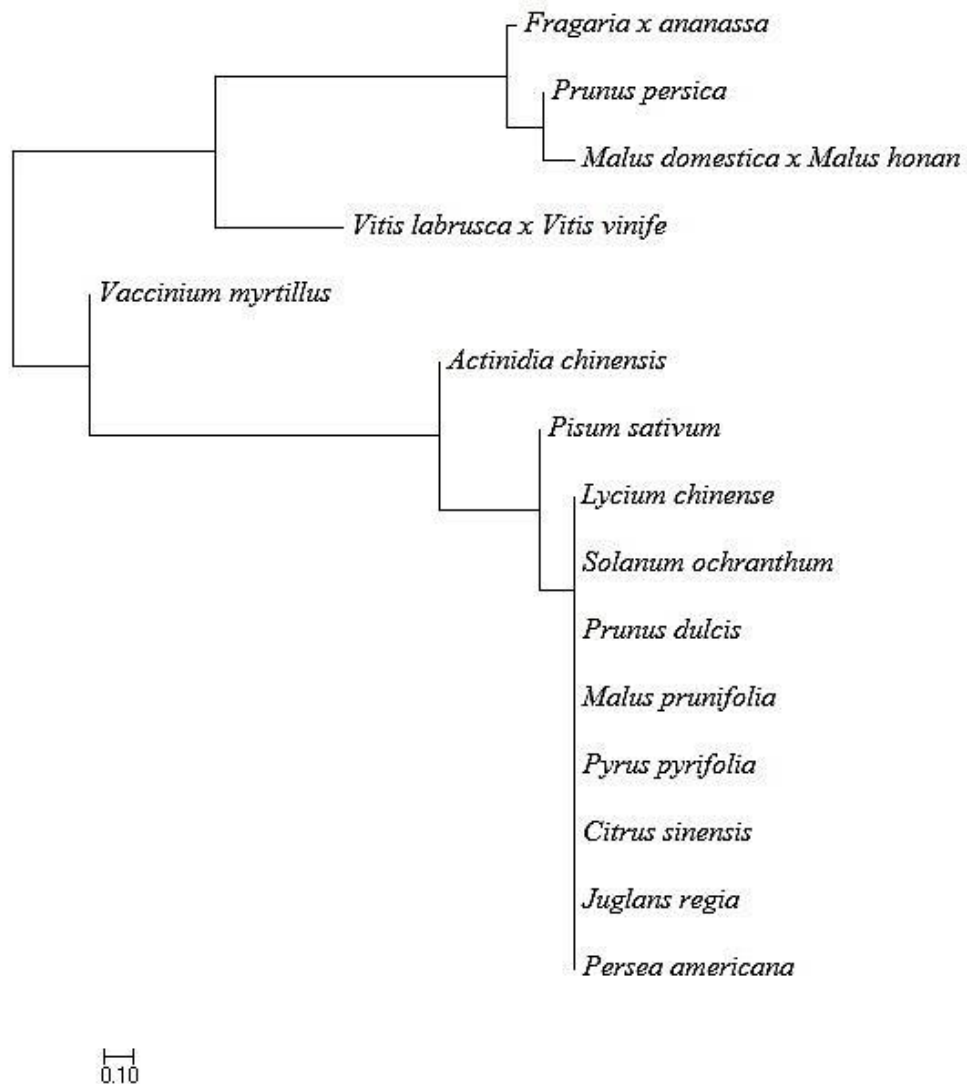 Fragaria x ananassa
Prunus persica
Malus domestica x Malus honan
Vitis labrusca x Vitis vinife
Vaccinium myrtillus
Actinidia chinensis
Pisum sativum
Lycium chinense
Solanum ochranthum
Prunus dulcis
Malus prunifolia
Pyrus pyrifolia
Citrus sinensis
Juglans regia
Persea americana
0.10